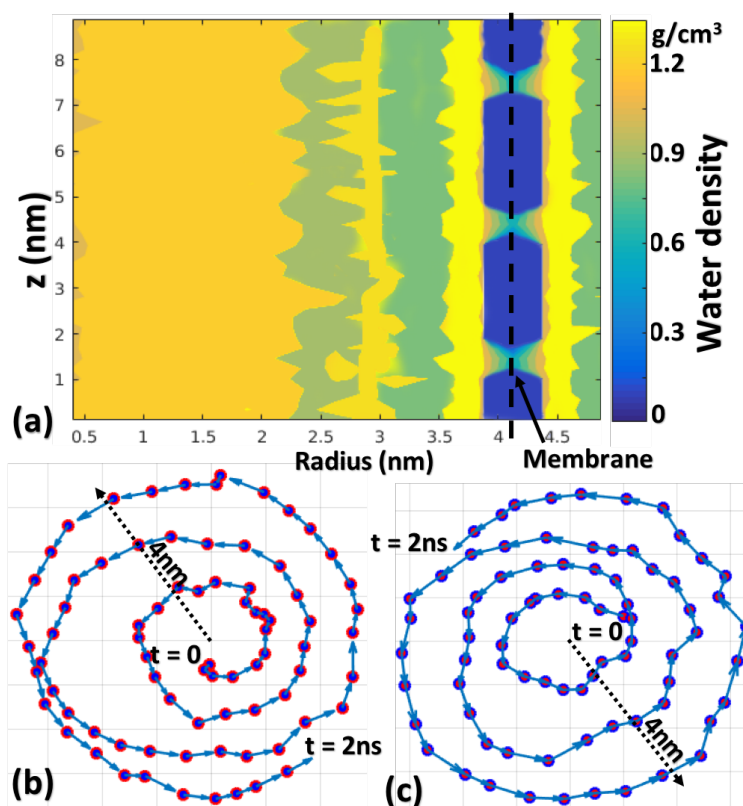 g/cm³
8
7
6
5
4
3
2
1
z (nm)
1.2
0.9
0.6
0.3
0
Water density
(a)
0.5 1 1.5 2 2.5 3 3.5 4 4.5
Radius (nm)
Membrane
4nm
t = 0
t = 2ns
(b)
t = 2ns
t = 0
4nm
(c)